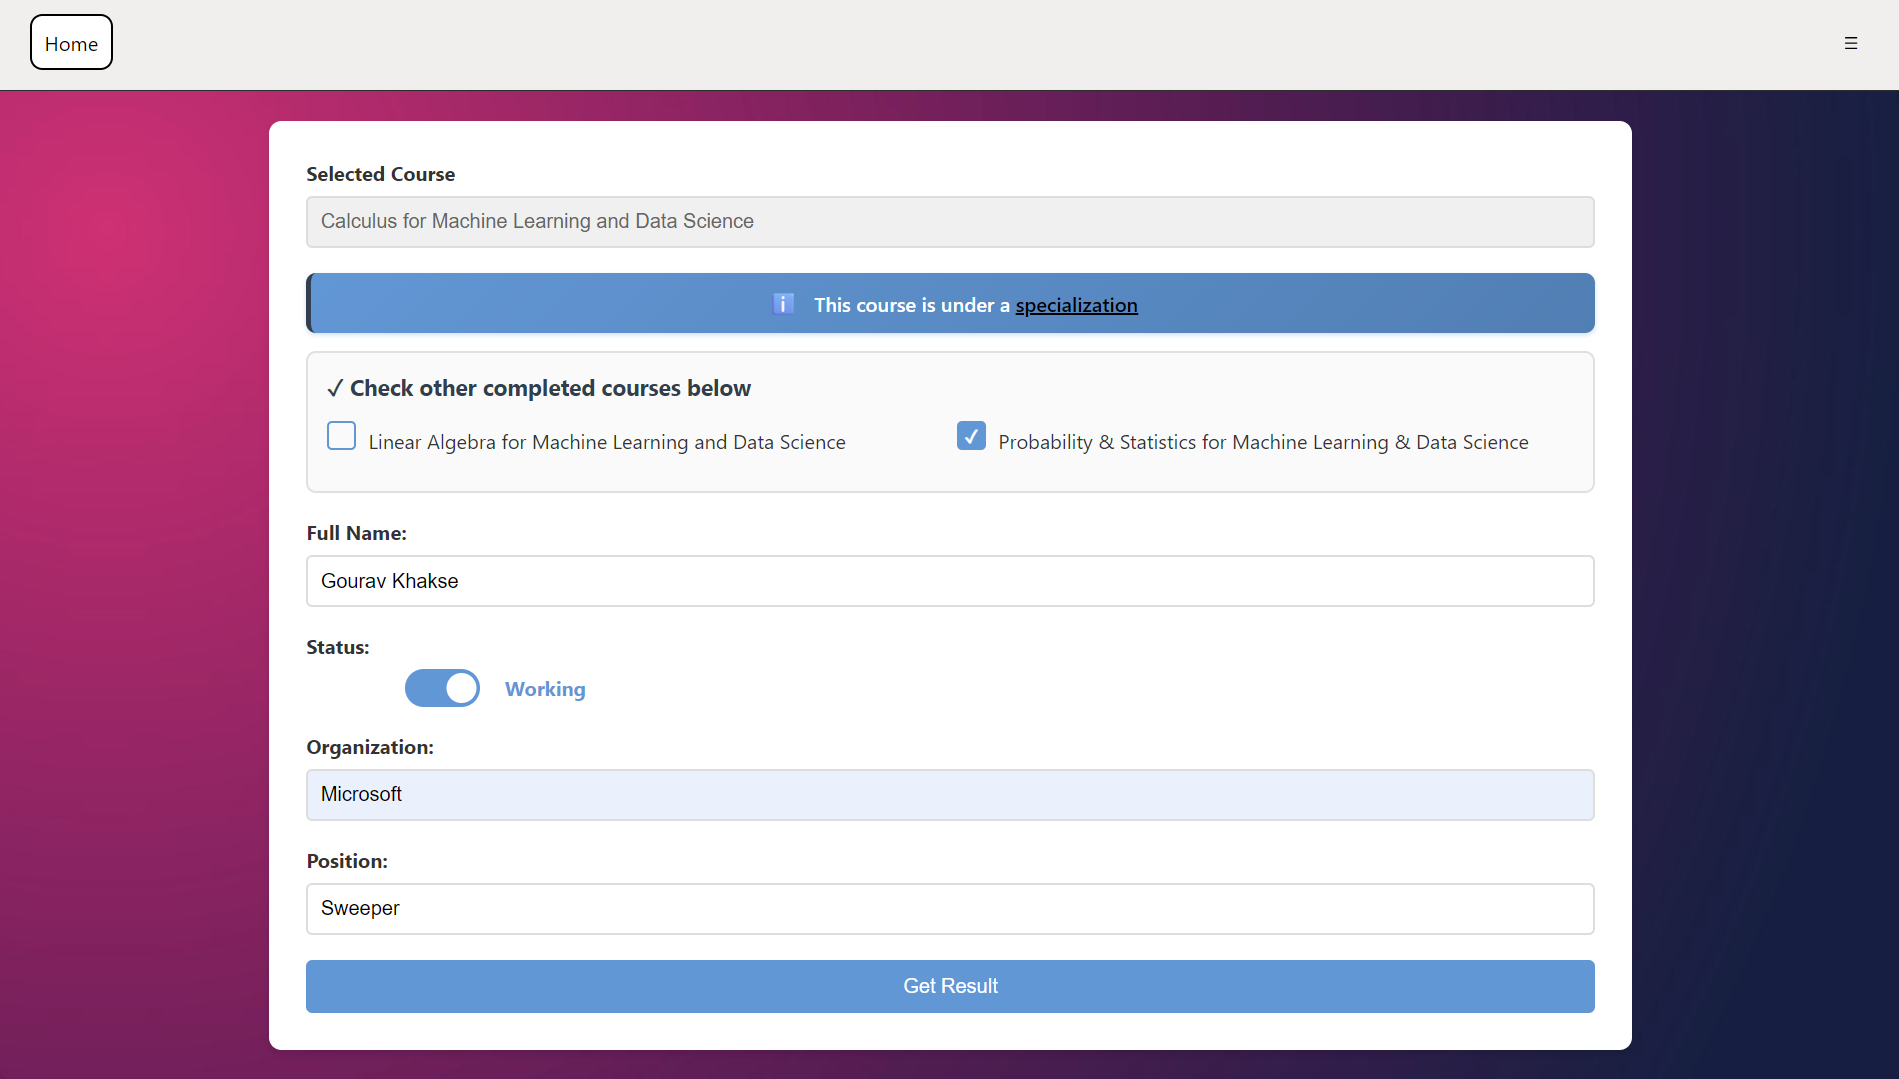 Home
☰
Selected Course
Calculus for Machine Learning and Data Science
ℹ This course is under a specialization
✓ Check other completed courses below
Linear Algebra for Machine Learning and Data Science
✓ Probability & Statistics for Machine Learning & Data Science
Full Name:
Gourav Khakse
Status:
Working
Organization:
Microsoft
Position:
Sweeper
Get Result